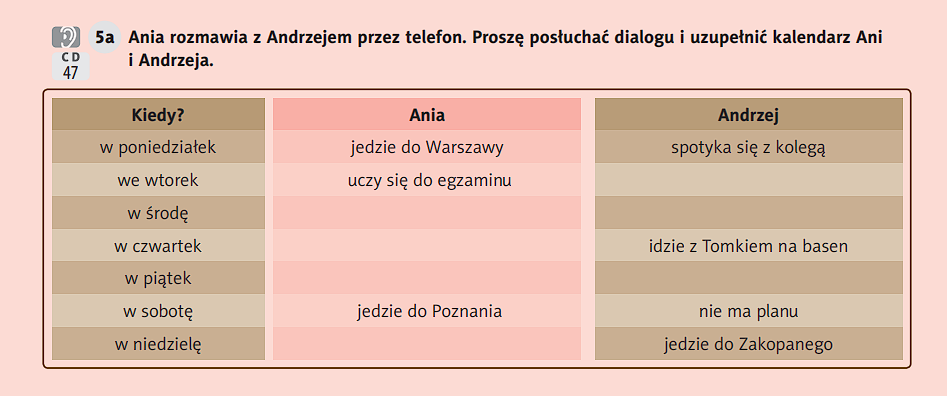 5a Ania rozmawia z Andrzejem przez telefon. Proszę posłuchać dialogu i uzupełnić kalendarz Ani
i Andrzeja.
CD
47
Kiedy? Ania Andrzej
w poniedziałek jedzie do Warszawy spotyka się z kolegą
we wtorek uczy się do egzaminu
w środę
w czwartek idzie z Tomkiem na basen
w piątek
w sobotę jedzie do Poznania nie ma planu
w niedzielę jedzie do Zakopanego